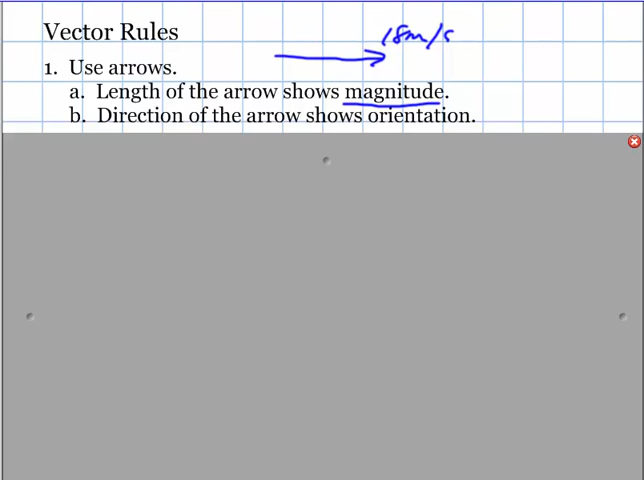 Vector Rules
18m/s
1. Use arrows.
a. Length of the arrow shows magnitude.
b. Direction of the arrow shows orientation.